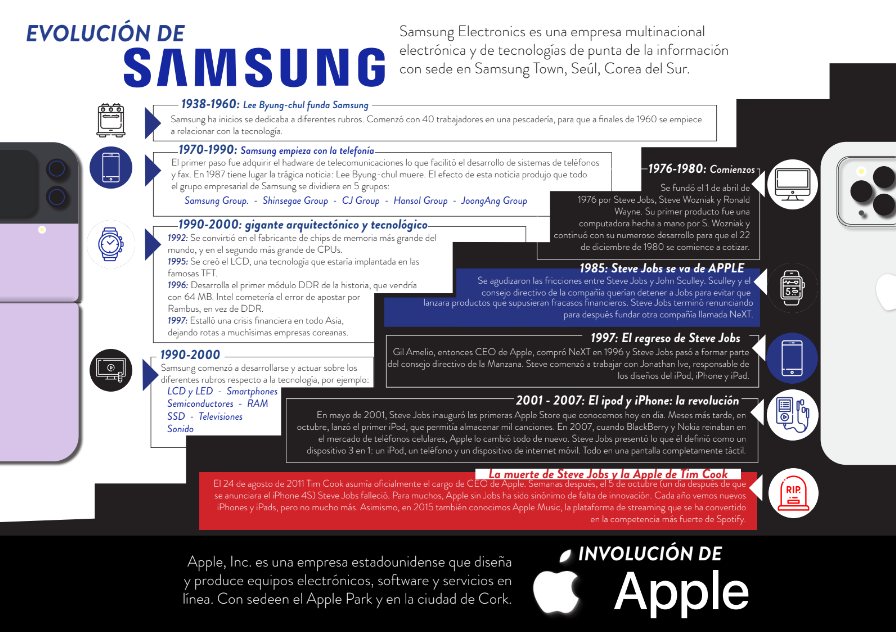 EVOLUCIÓN DE
SAMSUNG
Samsung Electronics es una empresa multinacional
electrónica y de tecnologías de punta de la información
con sede en Samsung Town, Seúl, Corea del Sur.
1938-1960: Lee Byung-chul funda Samsung
Samsung ha inicios se dedicaba a diferentes rubros. Comenzó con 40 trabajadores en una pescadería, para que a finales de 1960 se empiece
a relacionar con la tecnología.
1970-1990: Samsung empieza con la telefonía
El primer paso fue adquirir el hadware de telecomunicaciones lo que facilitó el desarrollo de sistemas de teléfonos
y fax. En 1987 tiene lugar la trágica noticia: Lee Byung-chul muere. El efecto de esta noticia produjo que todo
el grupo empresarial de Samsung se dividiera en 5 grupos:
Samsung Group. - Shinsegae Group - CJ Group - Hansol Group - JoongAng Group
1990-2000: gigante arquitectónico y tecnológico
1992: Se convirtió en el fabricante de chips de memoria más grande del
mundo, y en el segundo más grande de CPUs.
1995: Se creó el LCD, una tecnología que estaría implantada en las
famosas TFT.
1996: Desarrolla el primer módulo DDR de la historia, que vendría
con 64 MB. Intel cometería el error de apostar por
Rambus, en vez de DDR.
1997: Estalló una crisis financiera en todo Asia,
dejando rotas a muchísimas empresas coreanas.
1990-2000
Samsung comenzó a desarrollarse y actuar sobre los
diferentes rubros respecto a la tecnología, por ejemplo:
LCD y LED - Smartphones
Semiconductores - RAM
SSD - Televisiones
Sonido
1976-1980: Comienzos
Se fundó el 1 de abril de
1976 por Steve Jobs, Steve Wozniak y Ronald
Wayne. Su primer producto fue una
computadora hecha a mano por S. Wozniak y
continuó con su numeroso desarrollo para que el 22
de diciembre de 1980 se comience a cotizar.
1985: Steve Jobs se va de APPLE
Se agudizaron las fricciones entre Steve Jobs y John Sculley. Sculley y el
consejo directivo de la compañía querían detener a Jobs para evitar que
lanzara productos que supusieran fracasos financieros. Steve Jobs terminó renunciando
para después fundar otra compañía llamada NeXT.
1997: El regreso de Steve Jobs
Gil Amelio, entonces CEO de Apple, compró NeXT en 1996 y Steve Jobs pasó a formar parte
del consejo directivo de la Manzana. Steve comenzó a trabajar con Jonathan Ive, responsable de
los diseños del iPod, iPhone y iPad.
2001 - 2007: El ipod y iPhone: la revolución
En mayo de 2001, Steve Jobs inauguró las primeras Apple Store que conocemos hoy en día. Meses más tarde, en
octubre, lanzó el primer iPod, que permitía almacenar mil canciones. En 2007, cuando BlackBerry y Nokia reinaban en
el mercado de teléfonos celulares, Apple lo cambió todo de nuevo. Steve Jobs presentó lo que él definió como un
dispositivo 3 en 1: un iPod, un teléfono y un dispositivo de internet móvil. Todo en una pantalla completamente táctil.
La muerte de Steve Jobs y la Apple de Tim Cook
El 24 de agosto de 2011 Tim Cook asumía oficialmente el cargo de CEO de Apple. Semanas después, el 5 de octubre (un día después de que
se anunciara el iPhone 4S) Steve Jobs falleció. Para muchos, Apple sin Jobs ha sido sinónimo de falta de innovación. Cada año vemos nuevos
iPhones y iPads, pero no mucho más. Asimismo, en 2015 también conocimos Apple Music, la plataforma de streaming que se ha convertido
en la competencia más fuerte de Spotify.
RIP.
Apple, Inc. es una empresa estadounidense que diseña
y produce equipos electrónicos, software y servicios en
línea. Con sedeen el Apple Park y en la ciudad de Cork.
INVOLUCIÓN DE
Apple